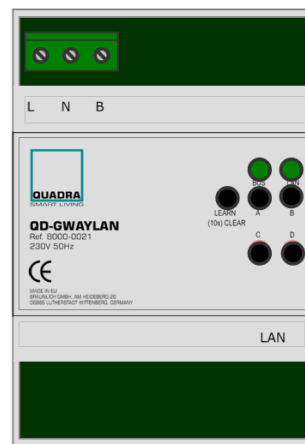 L N B
QUADRA
SMART LIVING
BUS LAN
LEARN A B
(10s) CLEAR
QD-GWAYLAN
Ref. 8000-0021
230V 50Hz
C D
CE
MADE IN EU
BRÄUNLICH GMBH, AM HEIDEBERG 26
06886 LUTHERSTADT WITTENBERG, GERMANY
LAN